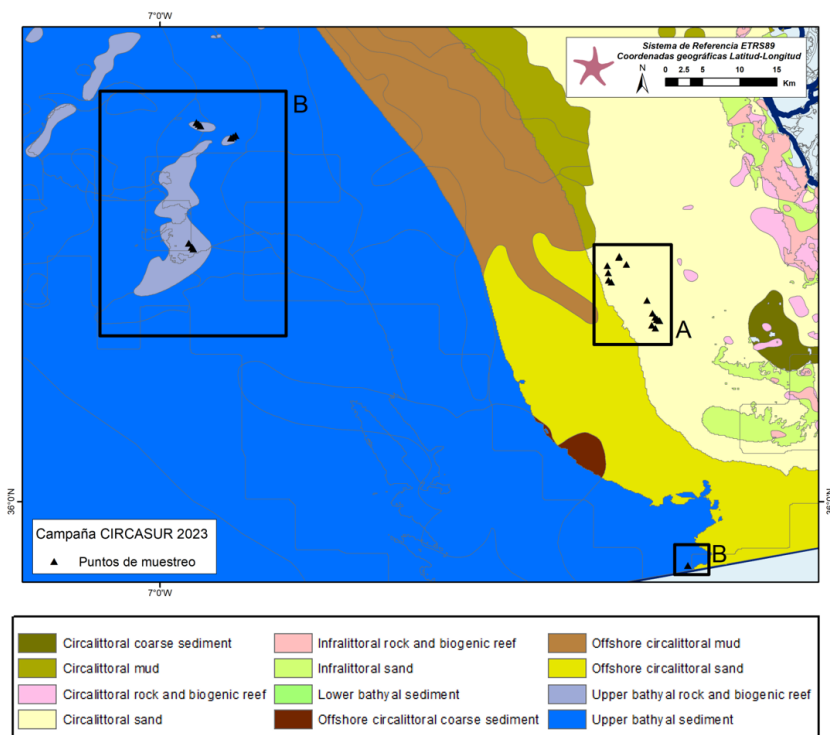 7°0'W
Sistema de Referencia ETRS89
Coordenadas geográficas Latitud-Longitud
N
0 2.5 5 10 15
Km
B
A
36°0'N
36°0'N
B
Campaña CIRCASUR 2023
Puntos de muestreo
7°0'W
Circalittoral coarse sediment
Circalittoral mud
Circalittoral rock and biogenic reef
Circalittoral sand
Infralittoral rock and biogenic reef
Infralittoral sand
Lower bathyal sediment
Offshore circalittoral coarse sediment
Offshore circalittoral mud
Offshore circalittoral sand
Upper bathyal rock and biogenic reef
Upper bathyal sediment